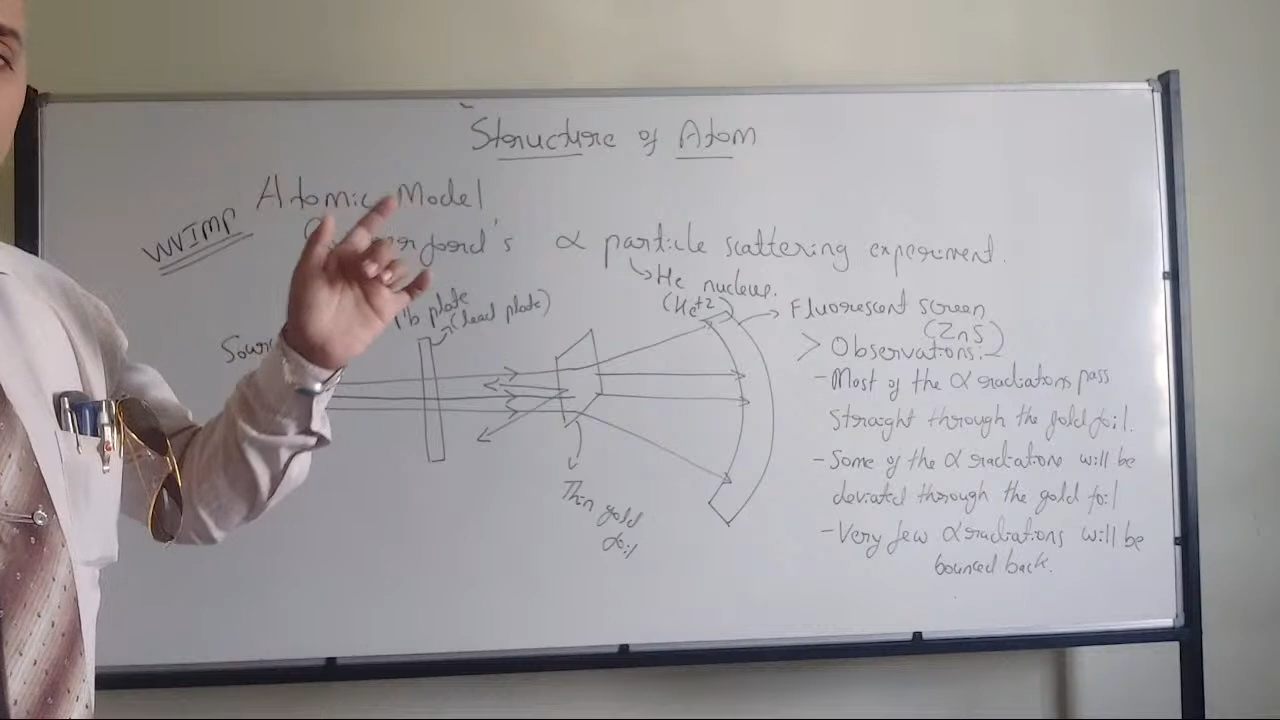 Structure of Atom
Atomic Model
VVVIMP
α particle scattering experiment.
He nucleus.
(He+2)
Pb plate
(lead plate)
Fluorescent screen
(ZnS)
> Observations:-
- Most of the α radiations pass
straight through the gold foil.
- Some of the α radiations will be
deviated through the gold foil
- Very few α radiations will be
bounced back.
Thin gold
foil